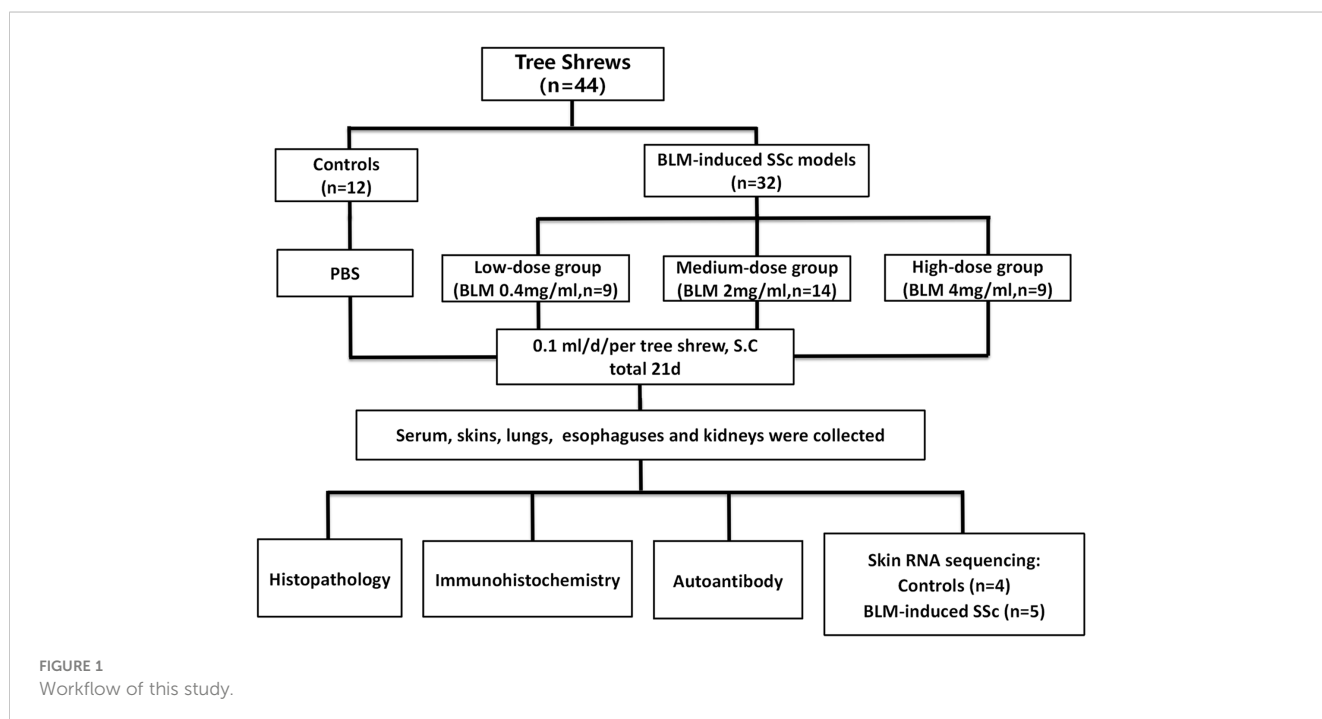 Tree Shrews
(n=44)
Controls
(n=12)
BLM-induced SSc models
(n=32)
PBS
Low-dose group
(BLM 0.4mg/ml,n=9)
Medium-dose group
(BLM 2mg/ml,n=14)
High-dose group
(BLM 4mg/ml,n=9)
0.1 ml/d/per tree shrew, S.C
total 21d
Serum, skins, lungs, esophaguses and kidneys were collected
Histopathology
Immunohistochemistry
Autoantibody
Skin RNA sequencing:
Controls (n=4)
BLM-induced SSc (n=5)
FIGURE 1
Workflow of this study.